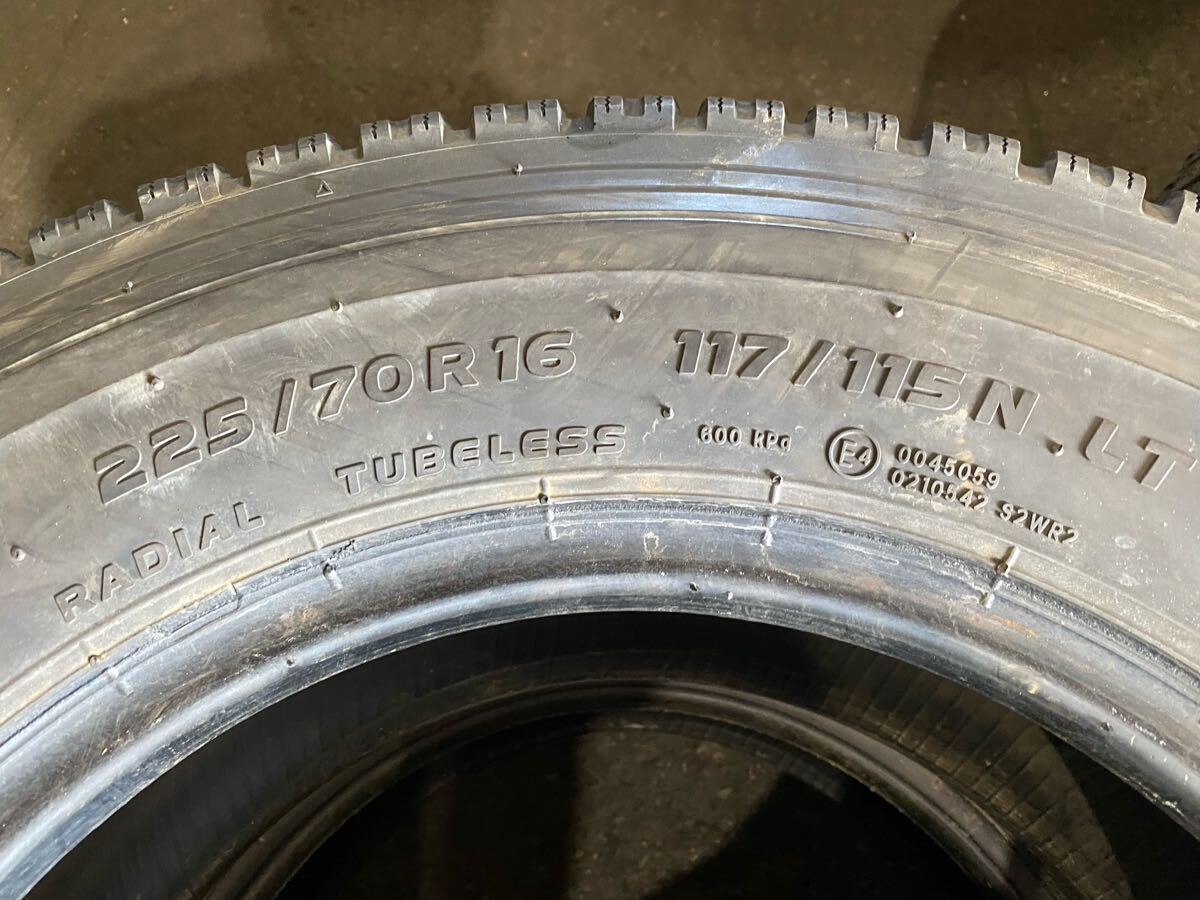 225/70R16 117/115N.LT
RADIAL TUBELESS
600 KPA
E4
0045059
0210542 S2WR2